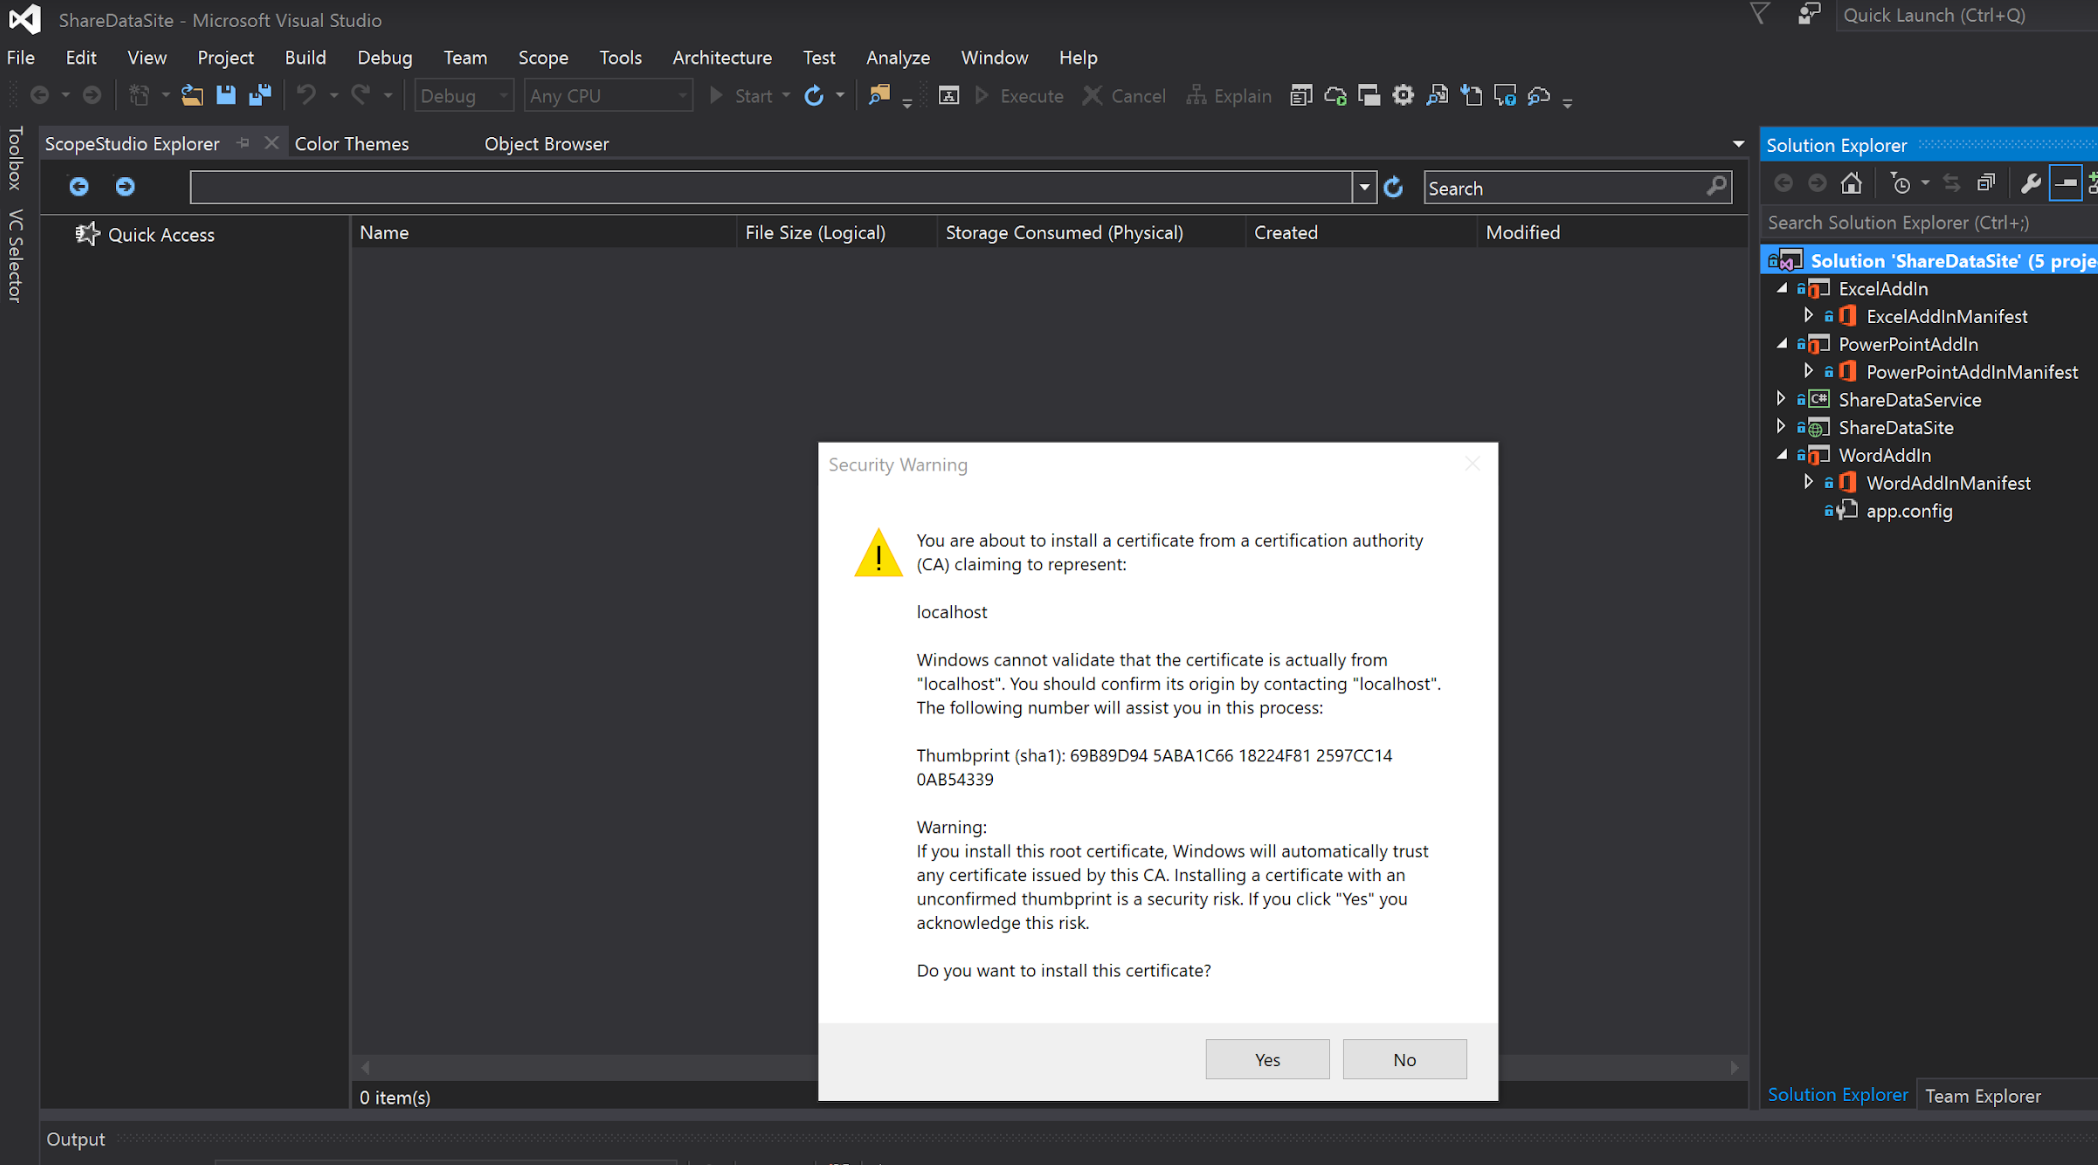 ShareDataSite - Microsoft Visual Studio
Quick Launch (Ctrl+Q)
File Edit View Project Build Debug Team Scope Tools Architecture Test Analyze Window Help
Debug Any CPU Start Execute Cancel Explain
Toolbox
VC Selector
ScopeStudio Explorer Color Themes Object Browser
Search
Quick Access
Name File Size (Logical) Storage Consumed (Physical) Created Modified
Security Warning
You are about to install a certificate from a certification authority
(CA) claiming to represent:
localhost
Windows cannot validate that the certificate is actually from
"localhost". You should confirm its origin by contacting "localhost".
The following number will assist you in this process:
Thumbprint (sha1): 69B89D94 5ABA1C66 18224F81 2597CC14
0AB54339
Warning:
If you install this root certificate, Windows will automatically trust
any certificate issued by this CA. Installing a certificate with an
unconfirmed thumbprint is a security risk. If you click "Yes" you
acknowledge this risk.
Do you want to install this certificate?
Yes No
0 item(s)
Output
Solution Explorer
Search Solution Explorer (Ctrl+;)
Solution 'ShareDataSite' (5 proje
ExcelAddIn
ExcelAddInManifest
PowerPointAddIn
PowerPointAddInManifest
C# ShareDataService
ShareDataSite
WordAddIn
WordAddInManifest
app.config
Solution Explorer Team Explorer